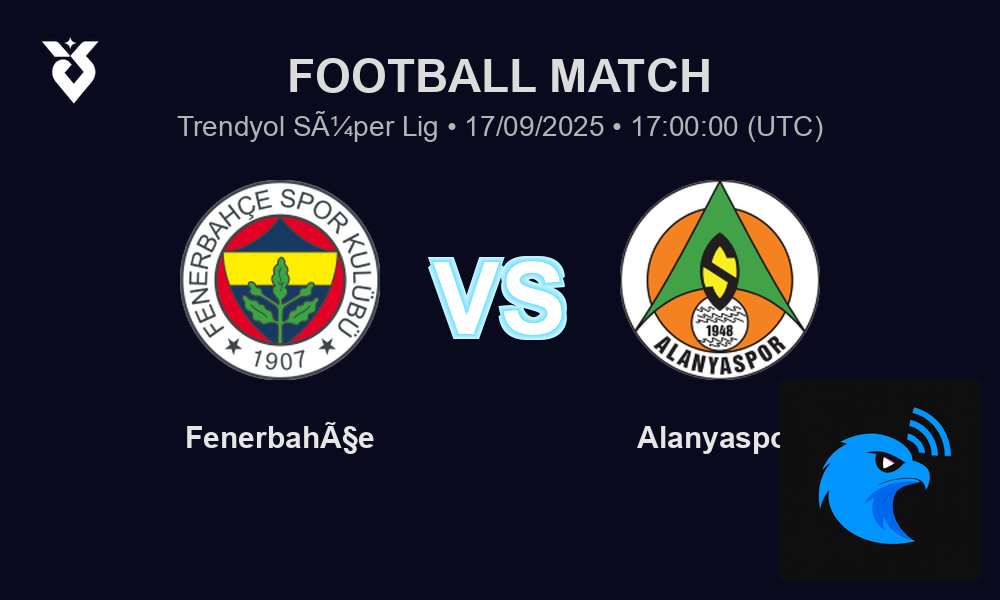 FOOTBALL MATCH
Trendyol SÃ¼per Lig • 17/09/2025 • 17:00:00 (UTC)
FENERBAHÇE SPOR KULÜBÜ
1907
VS
1948
ALANYASPOR
FenerbahÃ§e
Alanyaspo